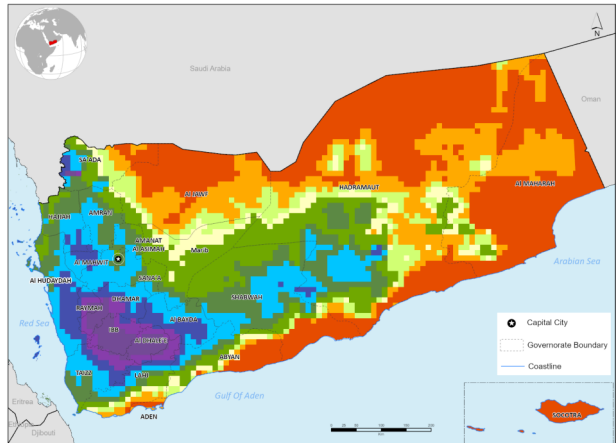 N
Saudi Arabia
Oman
SA'ADA
AL JAWF
HADRAMAUT
AL MAHARAH
HAJJAH
AMRAN
AMANAT
AL ASIMAH
Marib
AL MAHWIT
SANA'A
Al HUDAYDAH
Arabian Sea
DHAMAR
SHABWAH
RAYMAH
Al BAYDA
Red Sea
IBB
Al DHALE'E
ABYAN
TAIZZ
LAHJ
Gulf Of Aden
ADEN
Eritrea
Djibouti
Capital City
Governorate Boundary
Coastline
SOCOTRA